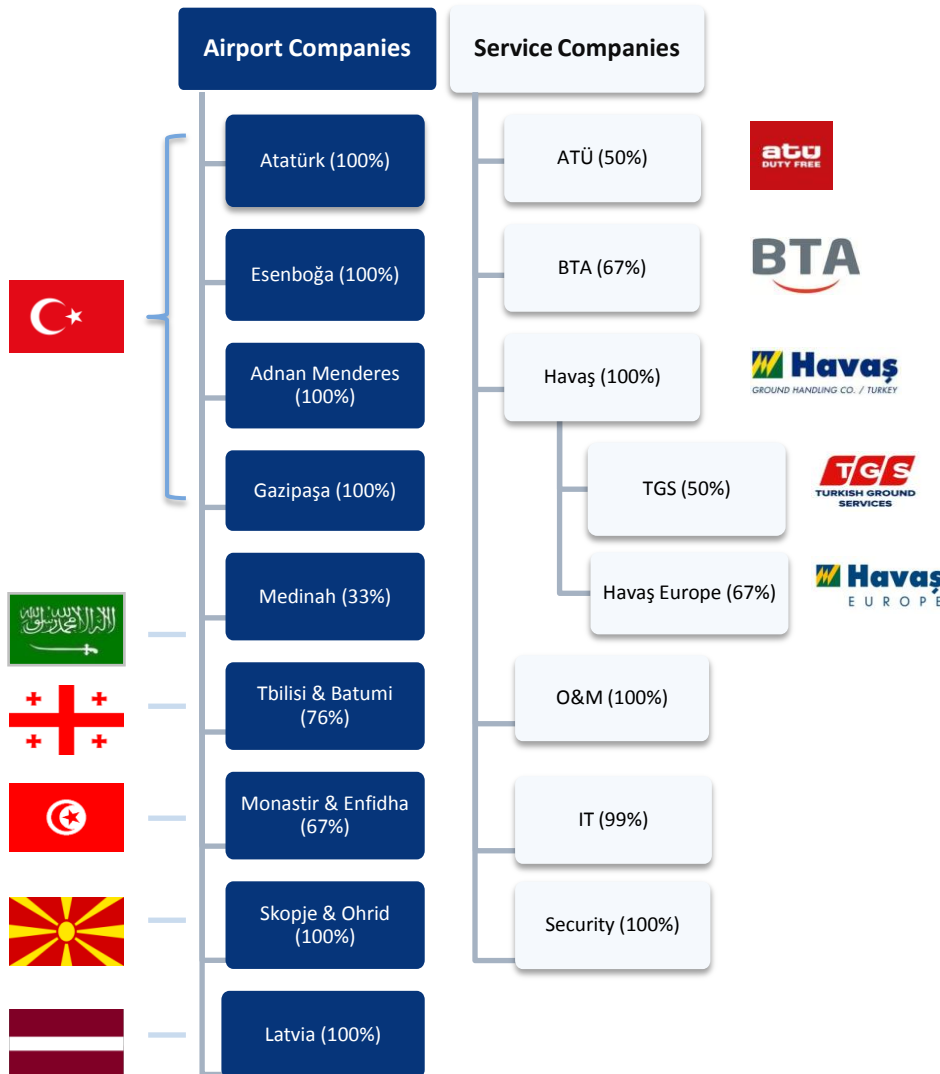 Airport Companies
Service Companies
Atatürk (100%)
Esenboğa (100%)
Adnan Menderes
(100%)
Gazipaşa (100%)
Medinah (33%)
Tbilisi & Batumi
(76%)
Monastir & Enfidha
(67%)
Skopje & Ohrid
(100%)
Latvia (100%)
ATÜ (50%)
atü
DUTY FREE
BTA (67%)
BTA
Havaş (100%)
Havaş
GROUND HANDLING CO. / TURKEY
TGS (50%)
TGS
TURKISH GROUND
SERVICES
Havaş Europe (67%)
Havaş
EUROPE
O&M (100%)
IT (99%)
Security (100%)